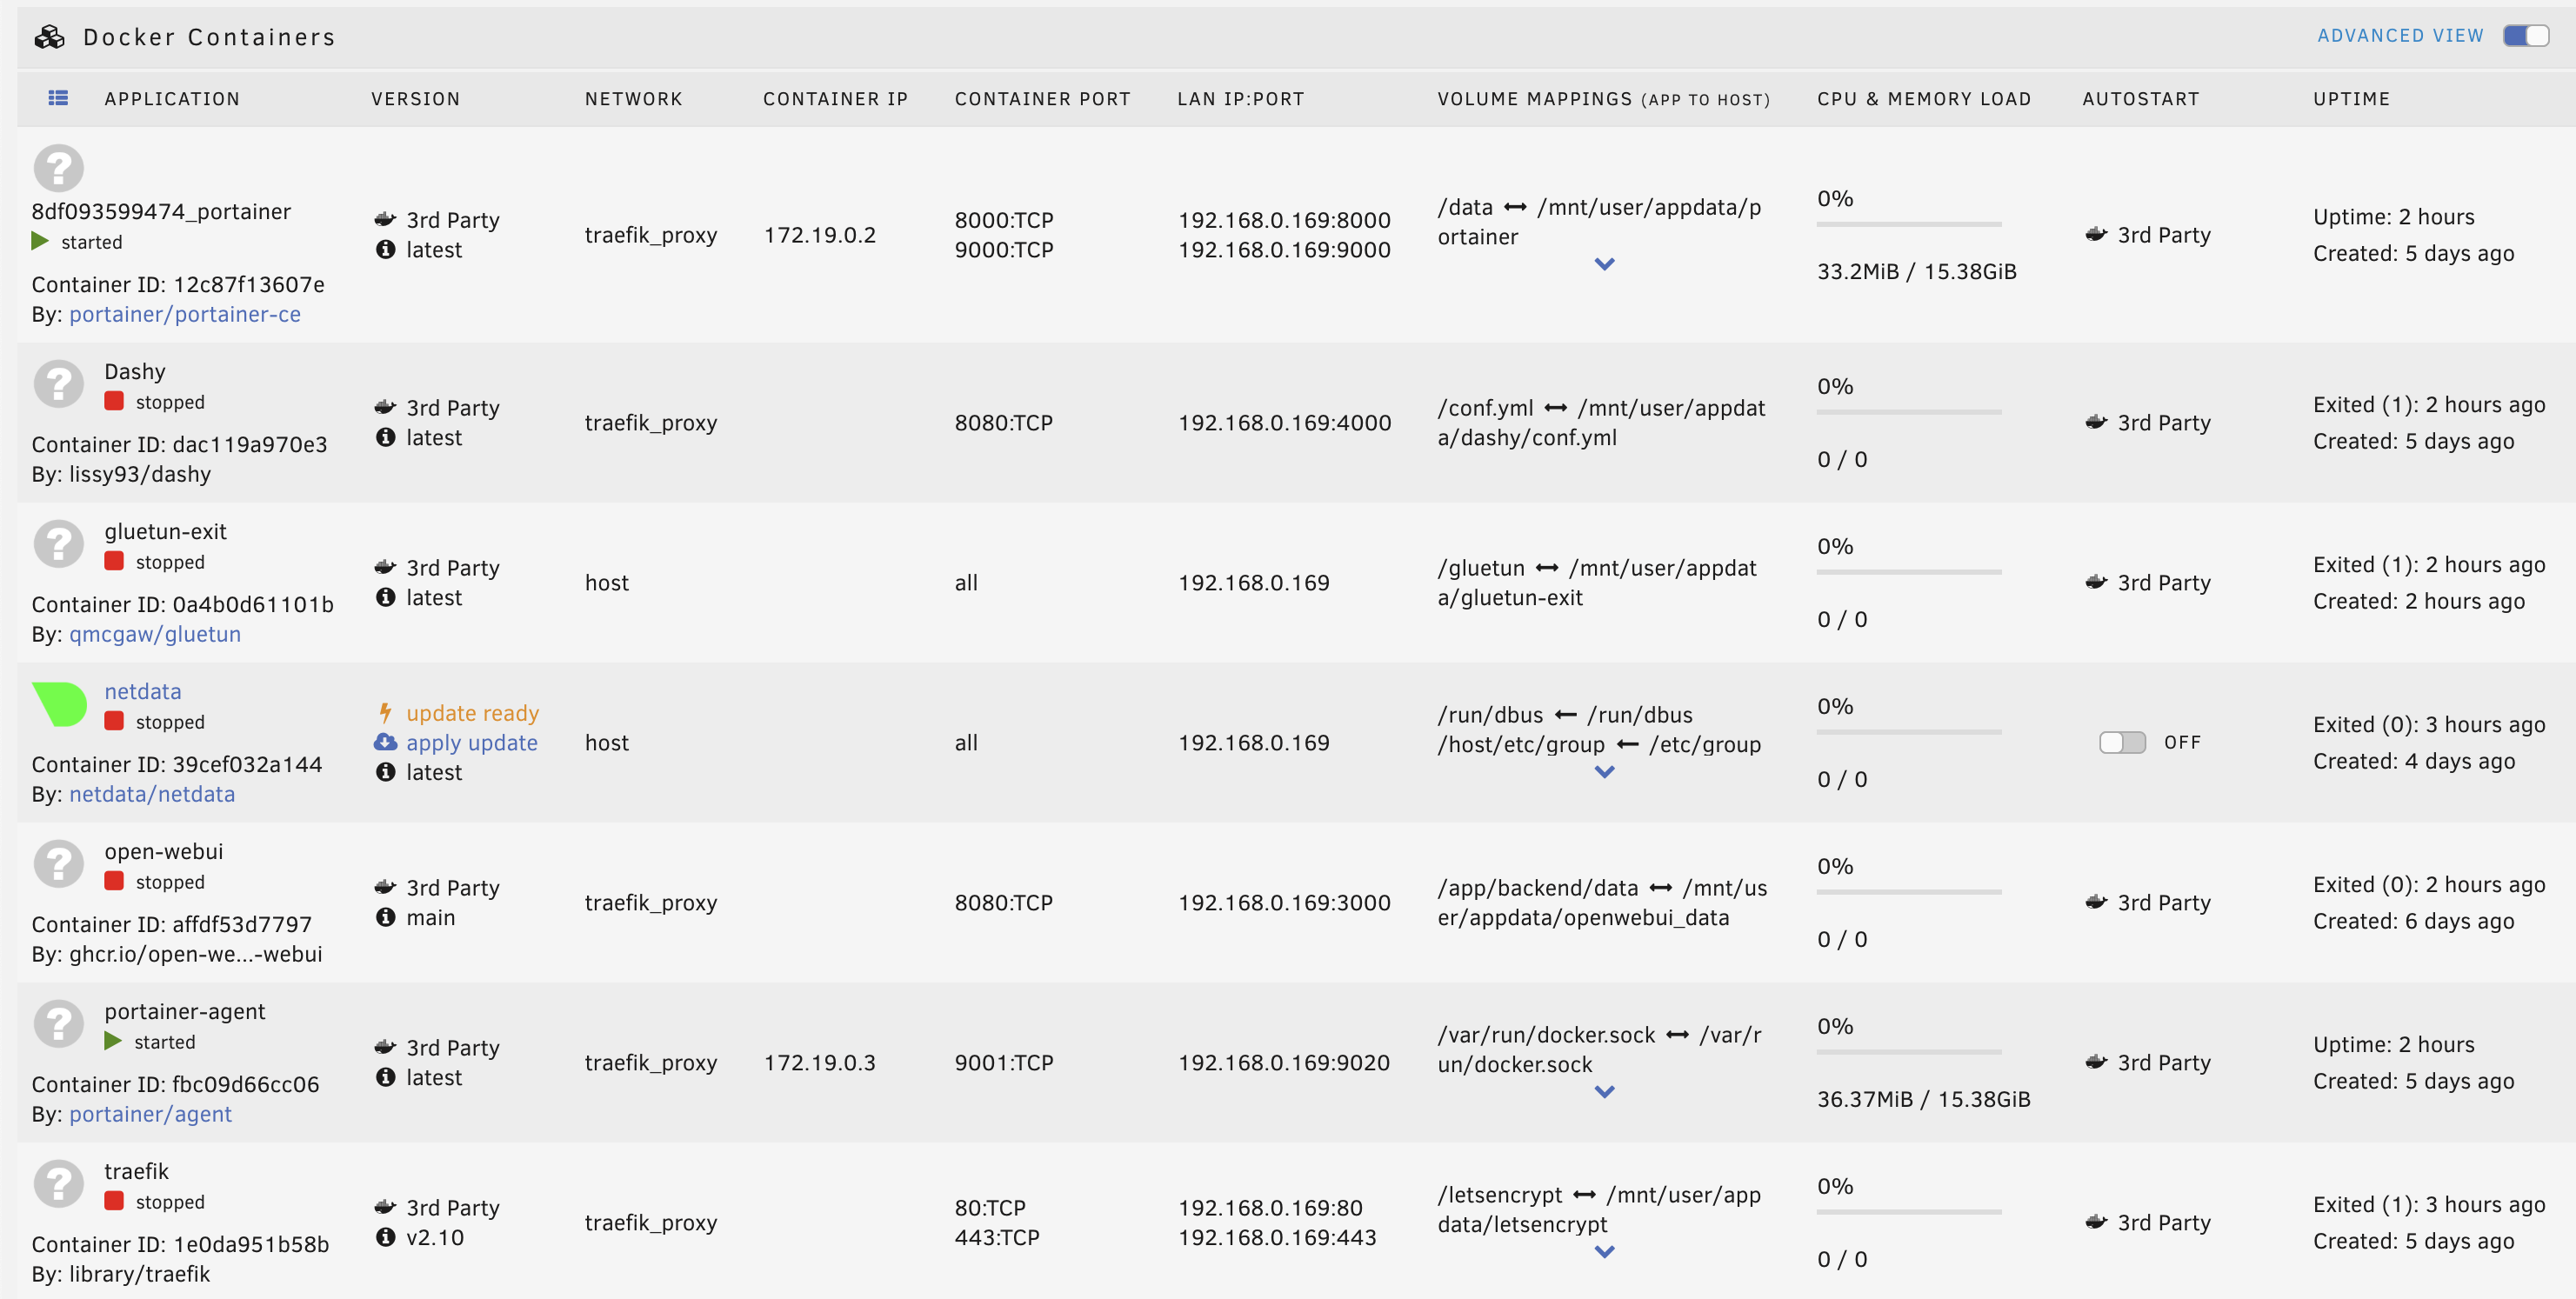 Docker Containers
ADVANCED VIEW
APPLICATION VERSION NETWORK CONTAINER IP CONTAINER PORT LAN IP:PORT VOLUME MAPPINGS (APP TO HOST) CPU & MEMORY LOAD AUTOSTART UPTIME
8df093599474_portainer
started
Container ID: 12c87f13607e
By: portainer/portainer-ce
3rd Party
latest
traefik_proxy
172.19.0.2
8000:TCP
9000:TCP
192.168.0.169:8000
192.168.0.169:9000
/data ↔ /mnt/user/appdata/p
ortainer
0%
33.2MiB / 15.38GiB
3rd Party
Uptime: 2 hours
Created: 5 days ago
Dashy
stopped
Container ID: dac119a970e3
By: lissy93/dashy
3rd Party
latest
traefik_proxy
8080:TCP
192.168.0.169:4000
/conf.yml ↔ /mnt/user/appdat
a/dashy/conf.yml
0%
0 / 0
3rd Party
Exited (1): 2 hours ago
Created: 5 days ago
gluetun-exit
stopped
Container ID: 0a4b0d61101b
By: qmcgaw/gluetun
3rd Party
latest
host
all
192.168.0.169
/gluetun ↔ /mnt/user/appdat
a/gluetun-exit
0%
0 / 0
3rd Party
Exited (1): 2 hours ago
Created: 2 hours ago
netdata
stopped
Container ID: 39cef032a144
By: netdata/netdata
update ready
apply update
latest
host
all
192.168.0.169
/run/dbus ← /run/dbus
/host/etc/group ← /etc/group
0%
0 / 0
OFF
Exited (0): 3 hours ago
Created: 4 days ago
open-webui
stopped
Container ID: affdf53d7797
By: ghcr.io/open-we...-webui
3rd Party
main
traefik_proxy
8080:TCP
192.168.0.169:3000
/app/backend/data ↔ /mnt/us
er/appdata/openwebui_data
0%
0 / 0
3rd Party
Exited (0): 2 hours ago
Created: 6 days ago
portainer-agent
started
Container ID: fbc09d66cc06
By: portainer/agent
3rd Party
latest
traefik_proxy
172.19.0.3
9001:TCP
192.168.0.169:9020
/var/run/docker.sock ↔ /var/r
un/docker.sock
0%
36.37MiB / 15.38GiB
3rd Party
Uptime: 2 hours
Created: 5 days ago
traefik
stopped
Container ID: 1e0da951b58b
By: library/traefik
3rd Party
v2.10
traefik_proxy
80:TCP
443:TCP
192.168.0.169:80
192.168.0.169:443
/letsencrypt ↔ /mnt/user/app
data/letsencrypt
0%
0 / 0
3rd Party
Exited (1): 3 hours ago
Created: 5 days ago